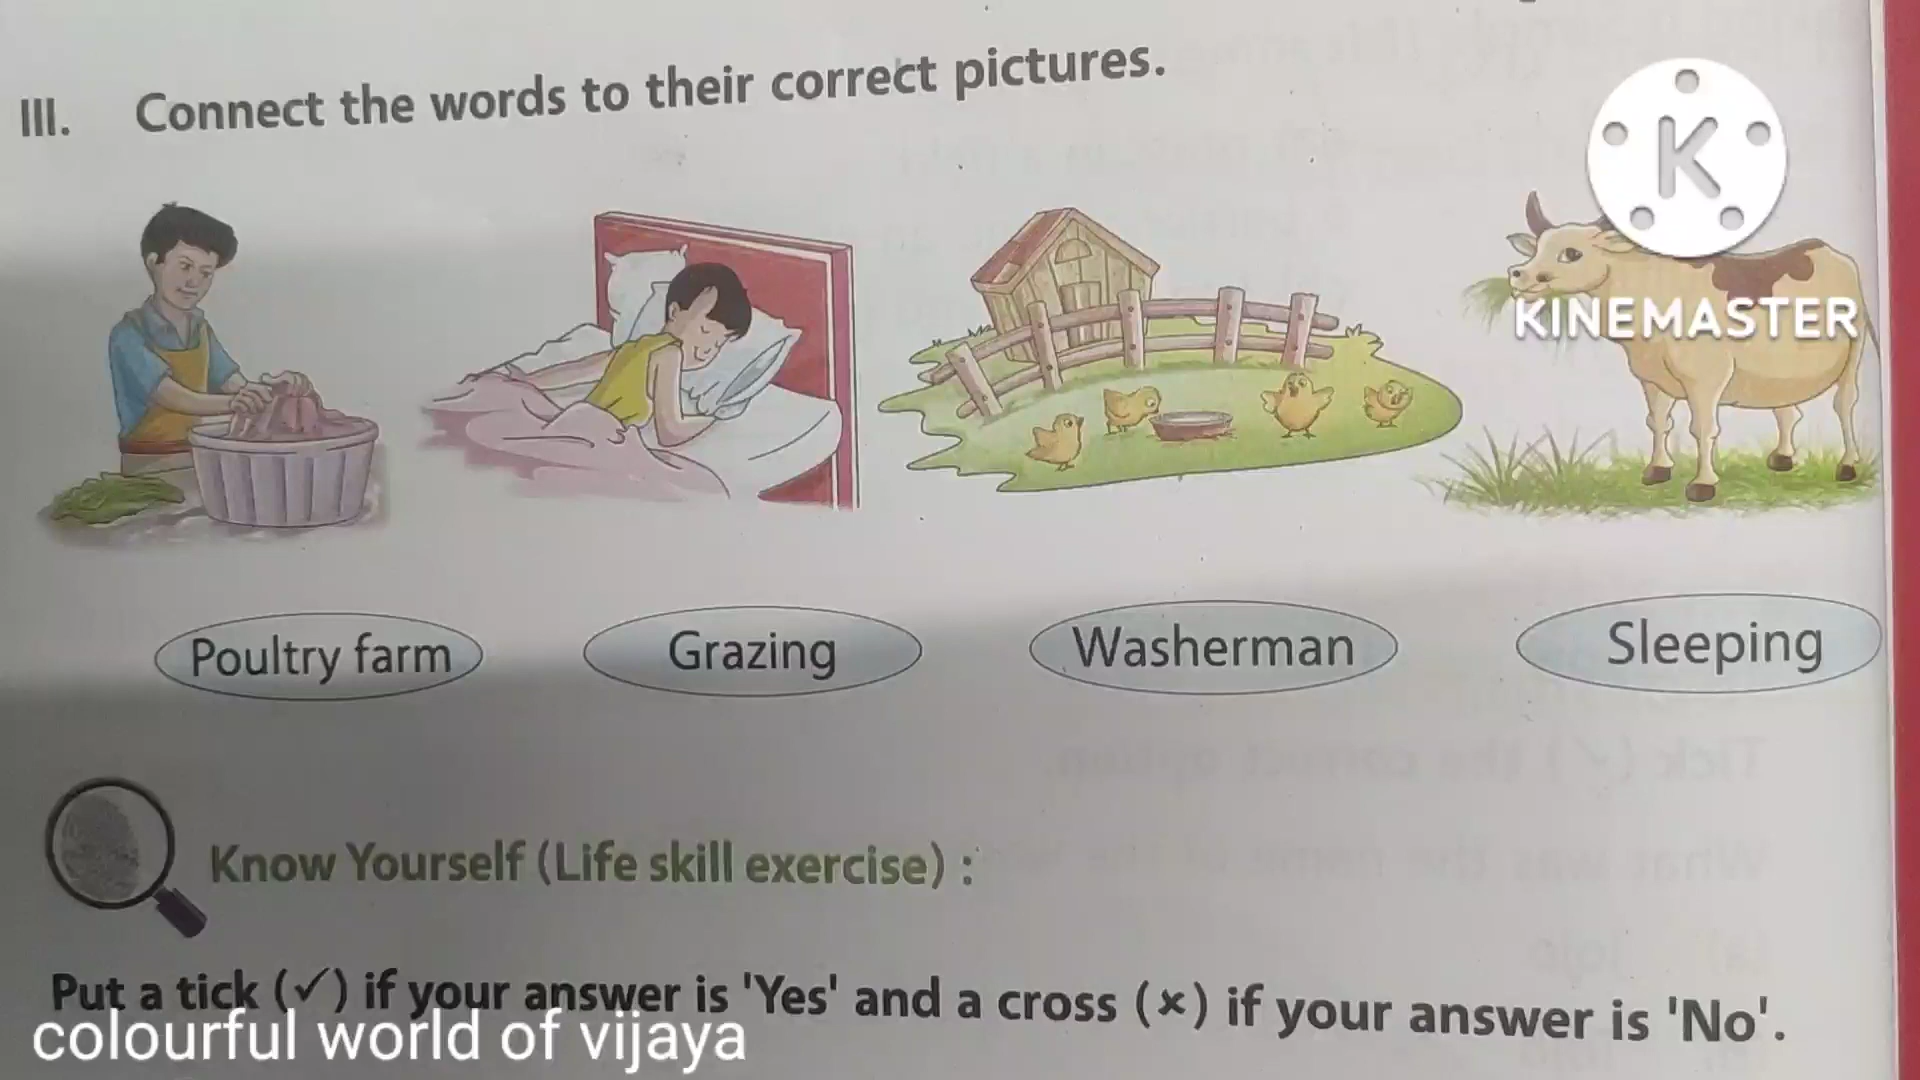 III. Connect the words to their correct pictures.
K
KINEMASTER
Poultry farm Grazing Washerman Sleeping
Know Yourself (Life skill exercise) :
Put a tick (✓) if your answer is 'Yes' and a cross (×) if your answer is 'No'.
colourful world of vijaya